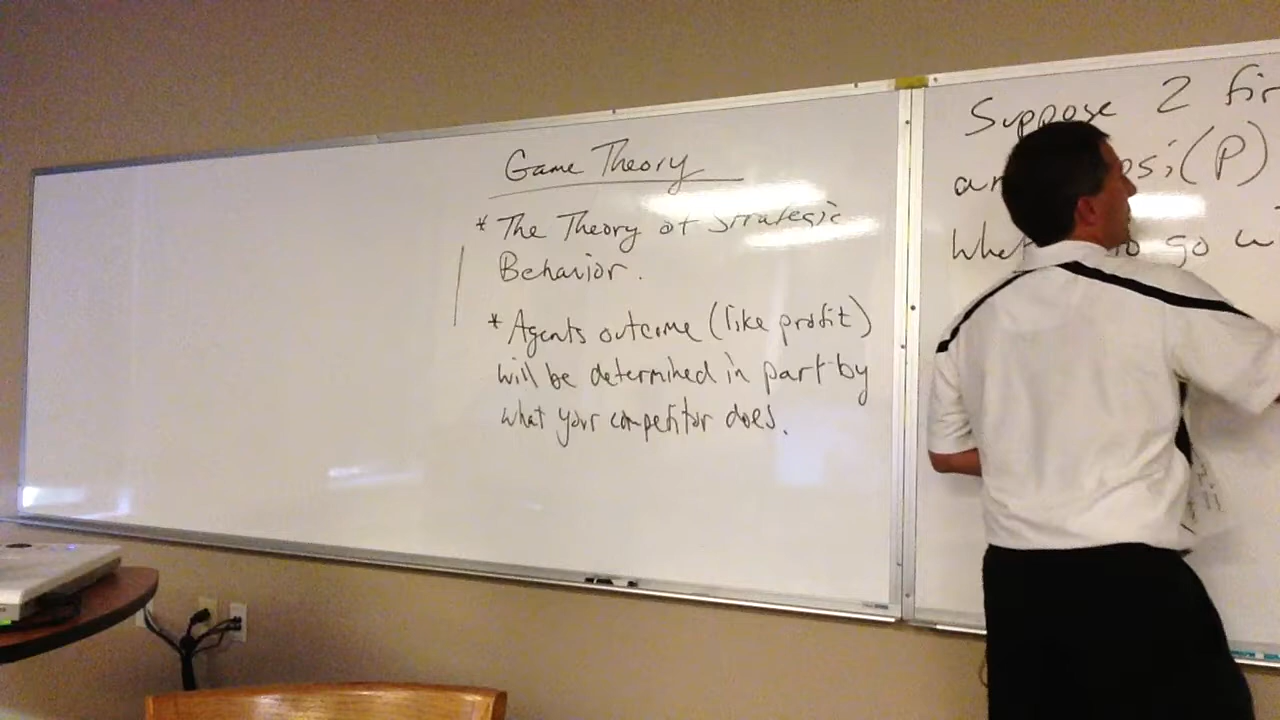 Game Theory
* The Theory of Strategic
Behavior.
* Agents outcome (like profit)
will be determined in part by
what your competitor does.
Suppose 2
(P)
go